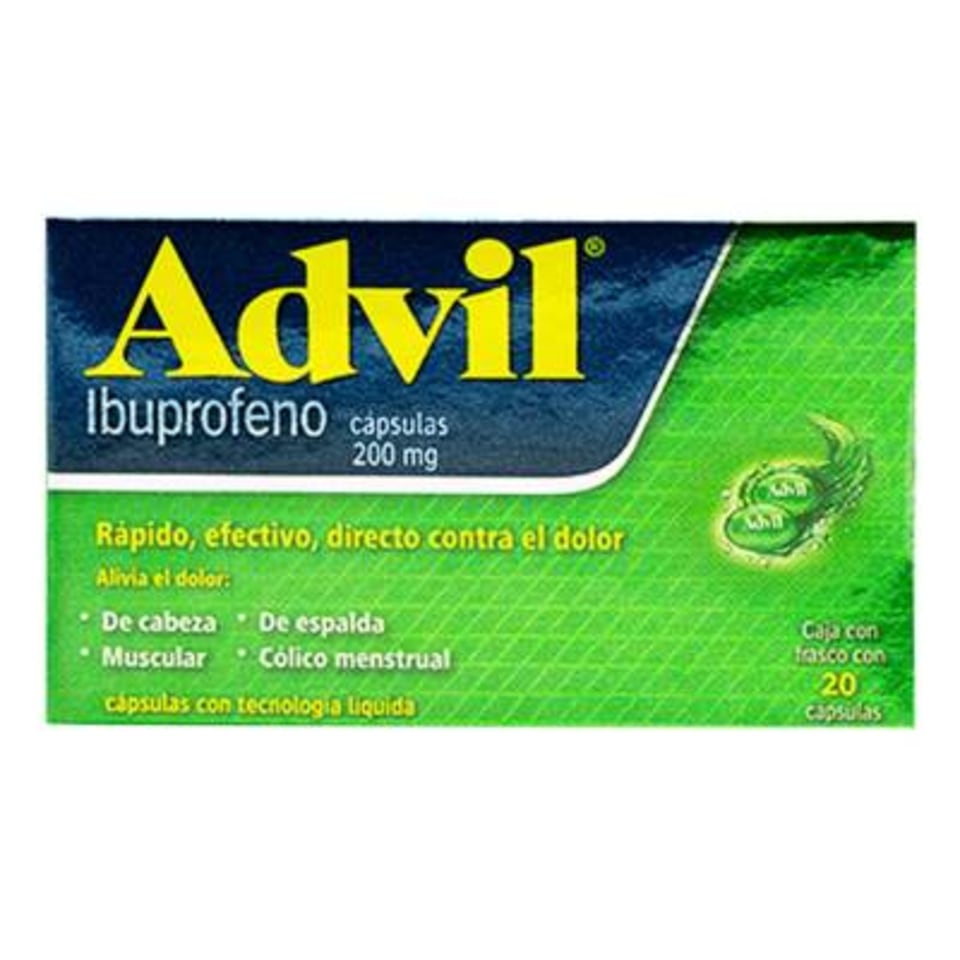 Advil®
Ibuprofeno cápsulas
200 mg
Rápido, efectivo, directo contra el dolor
Alivia el dolor:
• De cabeza • De espalda
• Muscular • Cólico menstrual
cápsulas con tecnología líquida
Advil
Advil
Caja con
frasco con
20
cápsulas